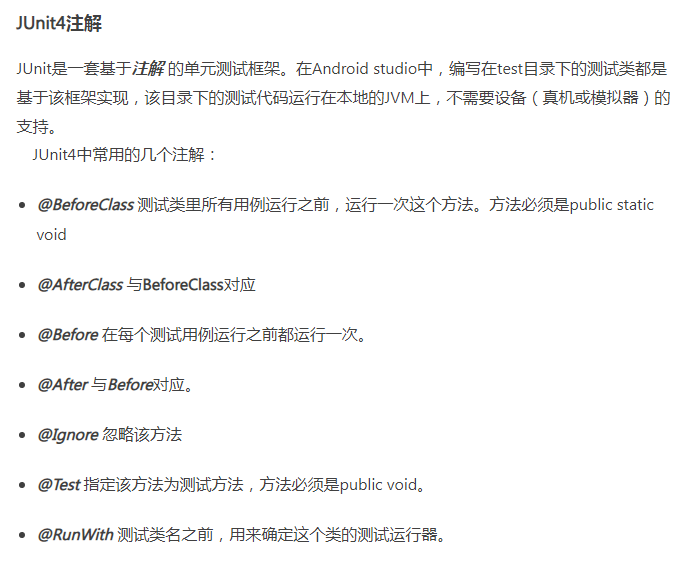 JUnit4注解
JUnit是一套基于注解 的单元测试框架。在Android studio中，编写在test目录下的测试类都是
基于该框架实现，该目录下的测试代码运行在本地的JVM上，不需要设备（真机或模拟器）的
支持。
JUnit4中常用的几个注解：
@BeforeClass 测试类里所有用例运行之前，运行一次这个方法。方法必须是public static
void
@AfterClass 与BeforeClass对应
@Before 在每个测试用例运行之前都运行一次。
@After 与Before对应。
@Ignore 忽略该方法
@Test 指定该方法为测试方法，方法必须是public void。
@RunWith 测试类名之前，用来确定这个类的测试运行器。